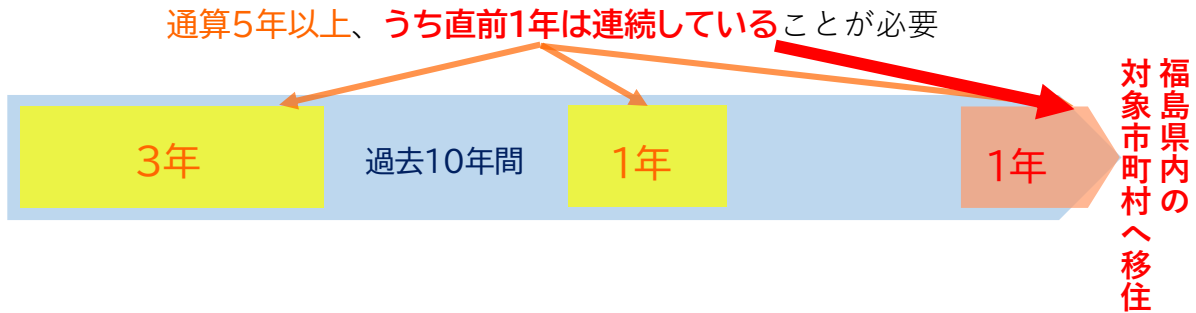 通算5年以上、うち直前1年は連続していることが必要
3年
過去10年間
1年
1年
福島県内の
対象市町村へ移住